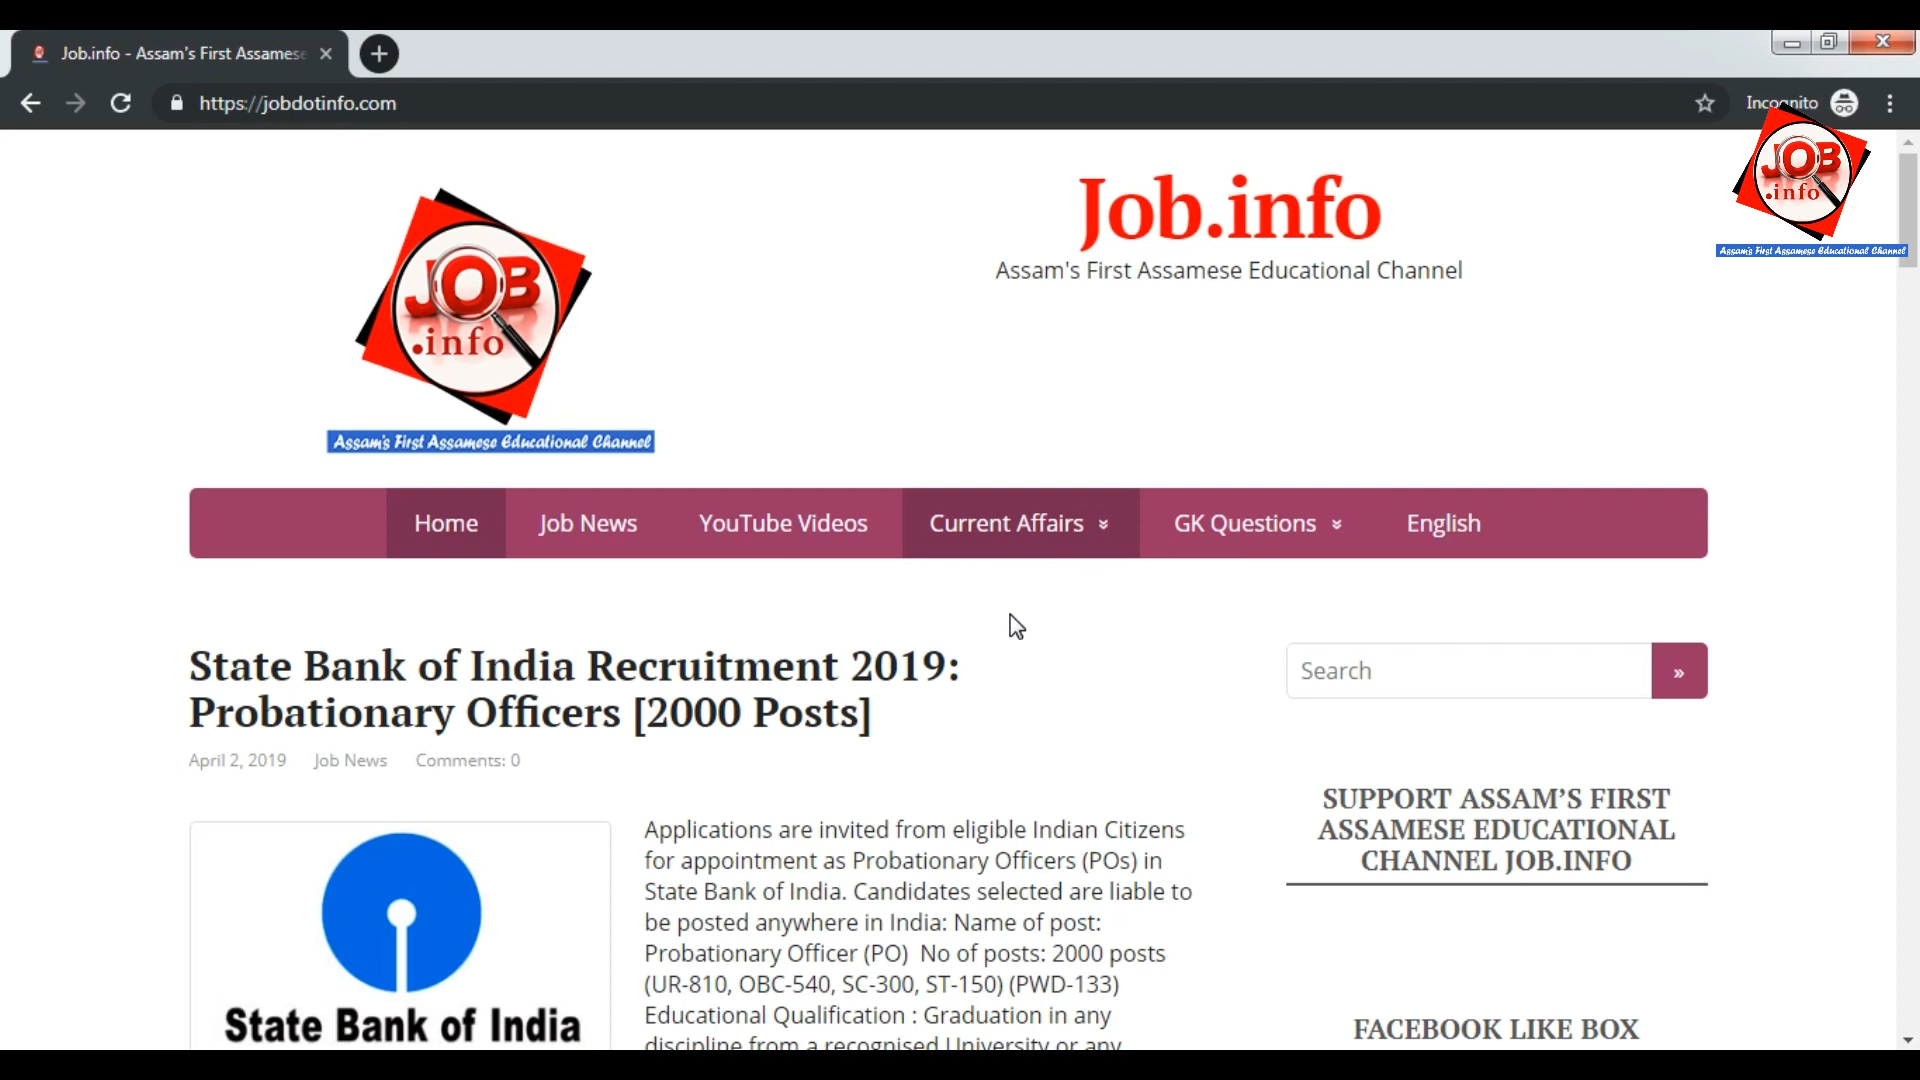 Job.info - Assam's First Assamese
https://jobdotinfo.com
Incognito
JOB
.info
Assam's First Assamese Educational Channel
Job.info
Assam's First Assamese Educational Channel
JOB
.info
Assam's First Assamese Educational Channel
Home Job News YouTube Videos Current Affairs GK Questions English
State Bank of India Recruitment 2019:
Probationary Officers [2000 Posts]
April 2, 2019 Job News Comments: 0
Applications are invited from eligible Indian Citizens
for appointment as Probationary Officers (POs) in
State Bank of India. Candidates selected are liable to
be posted anywhere in India: Name of post:
Probationary Officer (PO) No of posts: 2000 posts
(UR-810, OBC-540, SC-300, ST-150) (PWD-133)
Educational Qualification : Graduation in any
discipline from a recognised University or any
State Bank of India
Search »
SUPPORT ASSAM’S FIRST
ASSAMESE EDUCATIONAL
CHANNEL JOB.INFO
FACEBOOK LIKE BOX